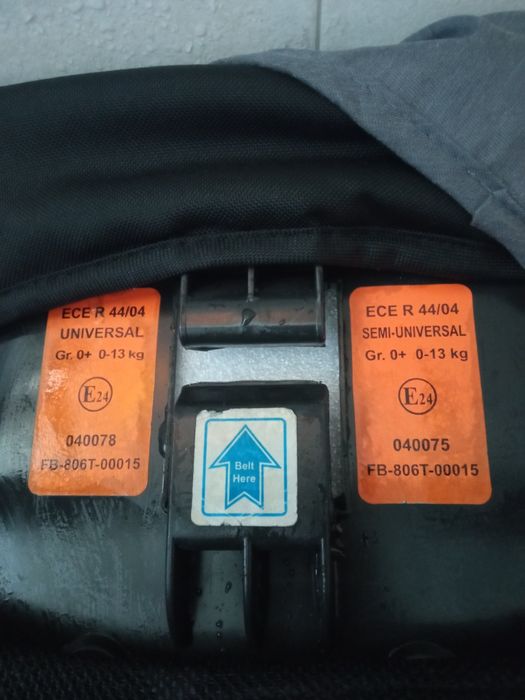 ECE R 44/04
UNIVERSAL
Gr. 0+ 0-13 kg
E24
040078
FB-806T-00015
Belt
Here
ECE R 44/04
SEMI-UNIVERSAL
Gr. 0+ 0-13 kg
E24
040075
FB-806T-00015